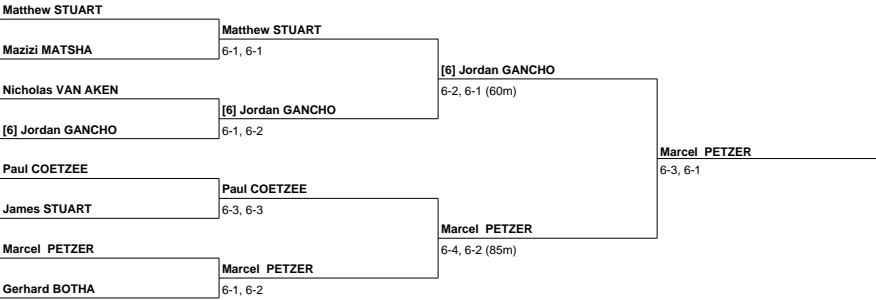 Matthew STUART
Matthew STUART
Mazizi MATSHA
6-1, 6-1
[6] Jordan GANCHO
Nicholas VAN AKEN
6-2, 6-1 (60m)
[6] Jordan GANCHO
[6] Jordan GANCHO
6-1, 6-2
Marcel PETZER
Paul COETZEE
6-3, 6-1
Paul COETZEE
James STUART
6-3, 6-3
Marcel PETZER
Marcel PETZER
6-4, 6-2 (85m)
Marcel PETZER
Gerhard BOTHA
6-1, 6-2